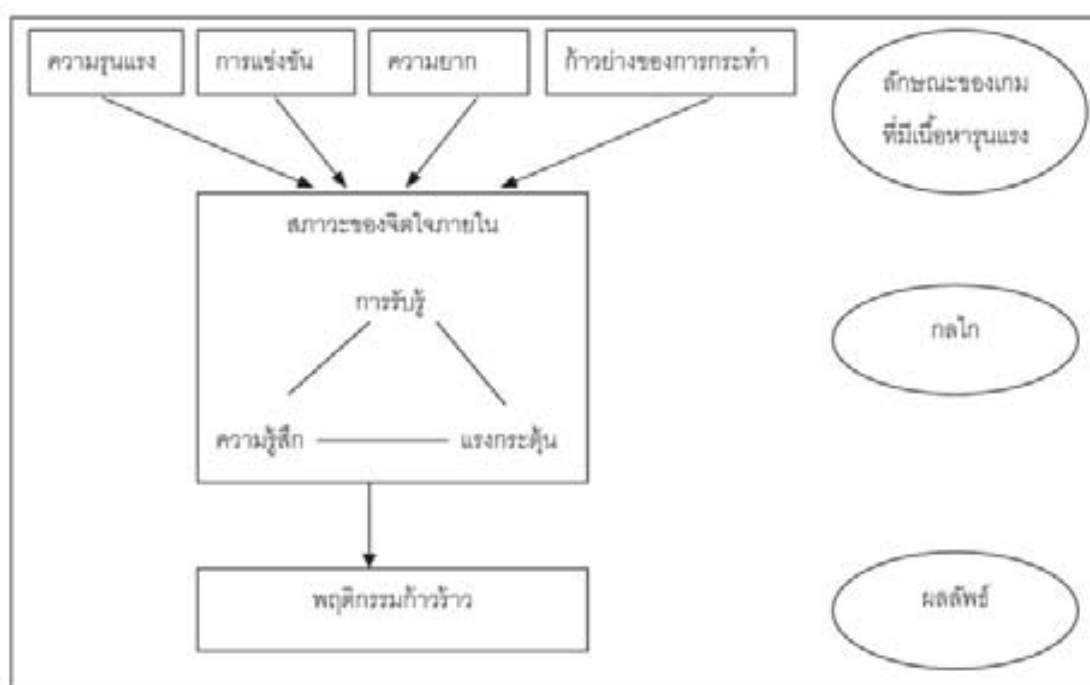 ความรุนแรง
การแข่งขัน
ความยาก
ก้าวย่างของการกระทำ
ลักษณะของเกม
ที่มีเนื้อหารุนแรง
สภาวะของจิตใจภายใน
การรับรู้
ความรู้สึก
แรงกระตุ้น
กลไก
พฤติกรรมก้าวร้าว
ผลลัพธ์